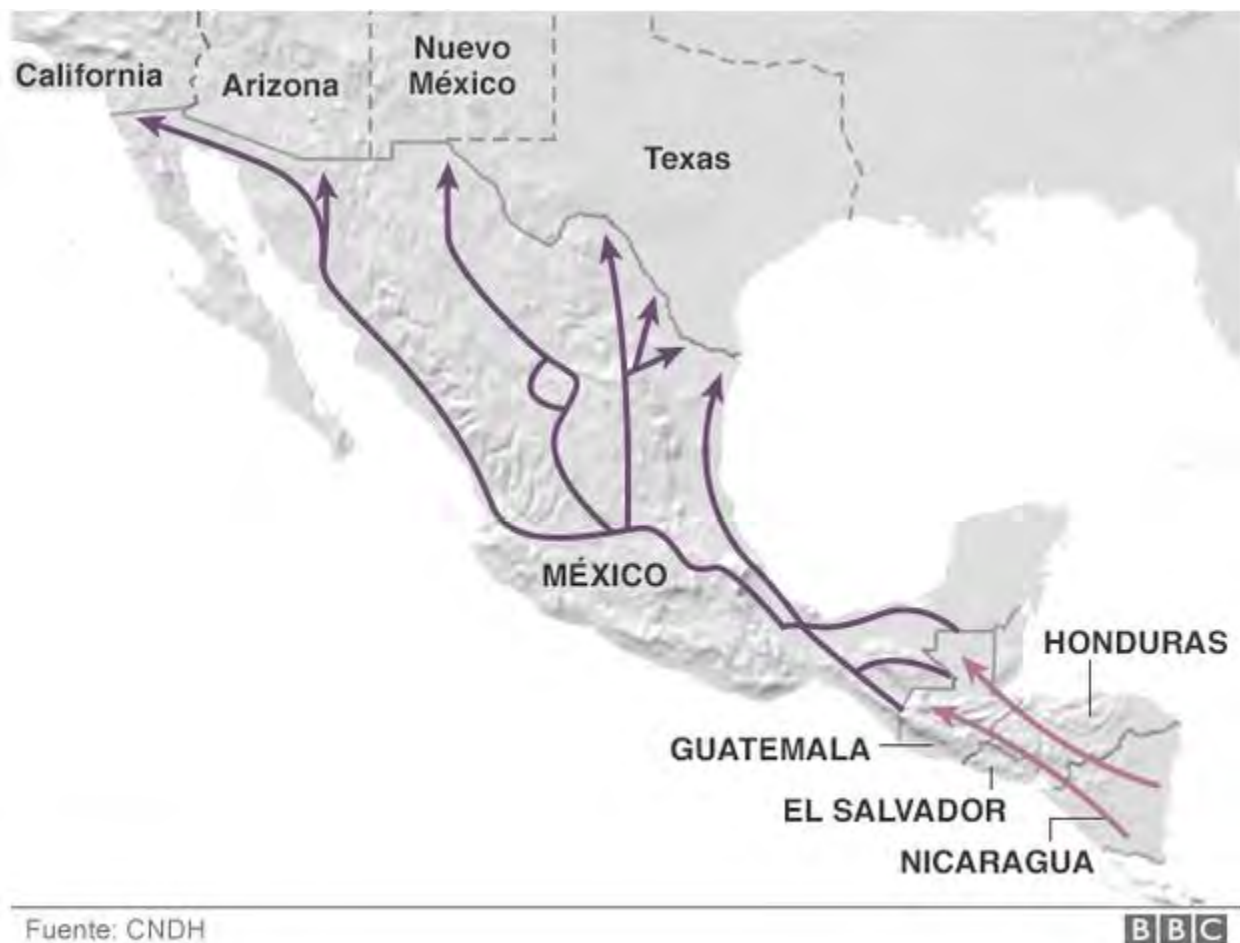 California
Arizona
Nuevo
México
Texas
MÉXICO
HONDURAS
GUATEMALA
EL SALVADOR
NICARAGUA
Fuente: CNDH
BBC